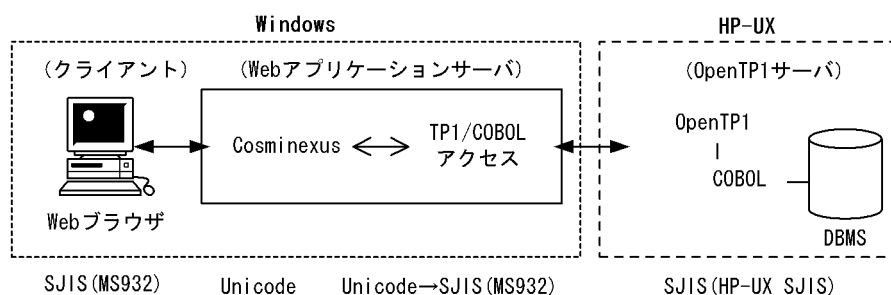 Windows
HP-UX
(クライアント)
(Webアプリケーションサーバ)
(OpenTP1サーバ)
Cosminexus
TP1/COBOL
アクセス
OpenTP1
COBOL
Webブラウザ
DBMS
SJIS(MS932)
Unicode
Unicode→SJIS(MS932)
SJIS(HP-UX SJIS)